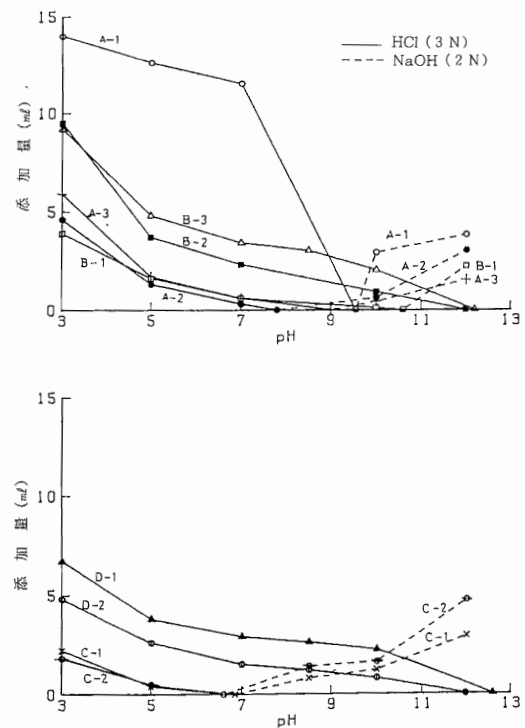 15
10
5
0
添加量 (ml)
A-1
HCl (3 N)
NaOH (2 N)
A-3
B-3
B-2
B-1
A-2
A-1
A-2
B-1
A-3
3 5 7 9 11 13
pH
15
10
5
0
添加量 (ml)
D-1
D-2
C-1
C-2
C-2
C-1
3 5 7 9 11 13
pH